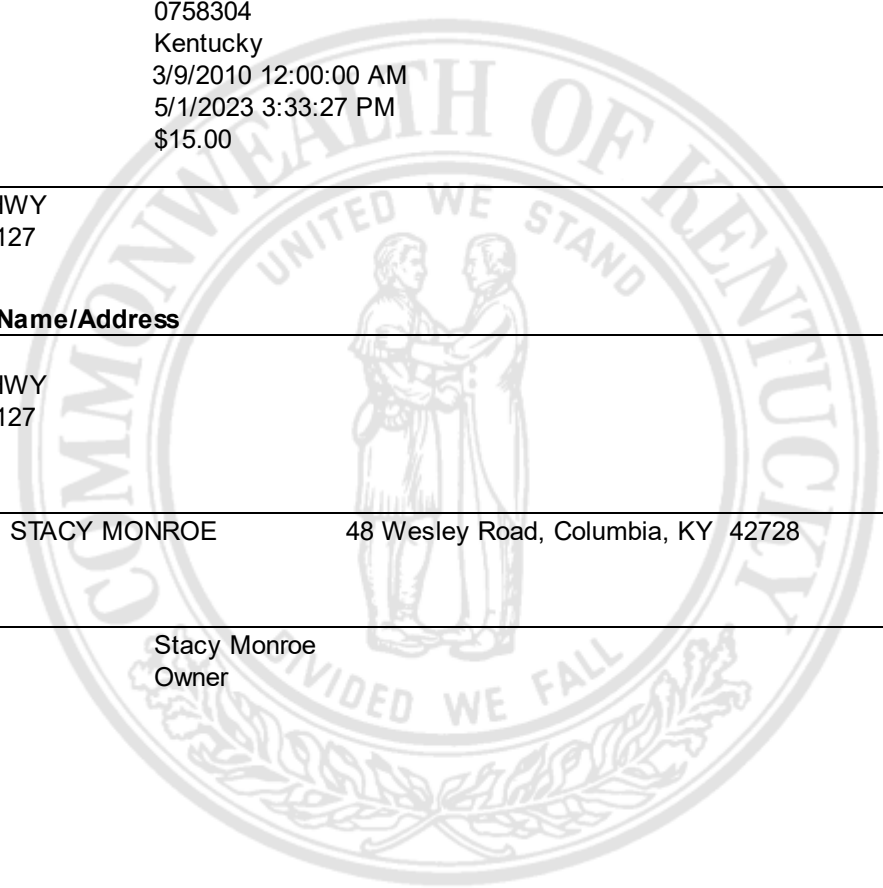 0758304
Kentucky
3/9/2010 12:00:00 AM
5/1/2023 3:33:27 PM
$15.00
HWY
127
Name/Address
HWY
127
STACY MONROE 48 Wesley Road, Columbia, KY 42728
Stacy Monroe
Owner
COMMONWEALTH OF KENTUCKY
UNITED WE STAND
DIVIDED WE FALL